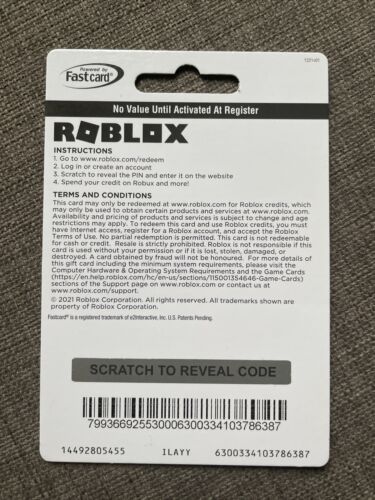 Powered by
Fastcard®
No Value Until Activated At Register
ROBLOX
INSTRUCTIONS
1. Go to www.roblox.com/redeem
2. Log in or create an account
3. Scratch to reveal the PIN and enter it on the website
4. Spend your credit on Robux and more!
TERMS AND CONDITIONS
This card may only be redeemed at www.roblox.com for Roblox credits, which
may only be used to obtain certain products and services at www.roblox.com.
Availability and pricing of products and services is subject to change and age
restrictions may apply. To redeem this card and use Roblox credits, you must
have Internet access, register for a Roblox account, and accept the Roblox
Terms of Use. No partial redemption is permitted. This card is not redeemable
for cash or credit. Resale is strictly prohibited. Roblox is not responsible if this
card is used without your permission or if it is lost, stolen, damaged, or
destroyed. A card obtained by fraud will not be honoured. For more details of
this gift card including the minimum system requirements, please visit the
Computer Hardware & Operating System Requirements and the Game Cards
(https://en.help.roblox.com/hc/en-us/sections/115001354646-Game-Cards)
sections of the Support page on www.roblox.com or contact us at
www.roblox.com/support.
© 2021 Roblox Corporation. All rights reserved. All trademarks shown are
property of Roblox Corporation.
Fastcard® is a registered trademark of e2interactive, Inc. U.S. Patents Pending.
SCRATCH TO REVEAL CODE
799366925530006300334103786387
14492805455 ILAYY 6300334103786387